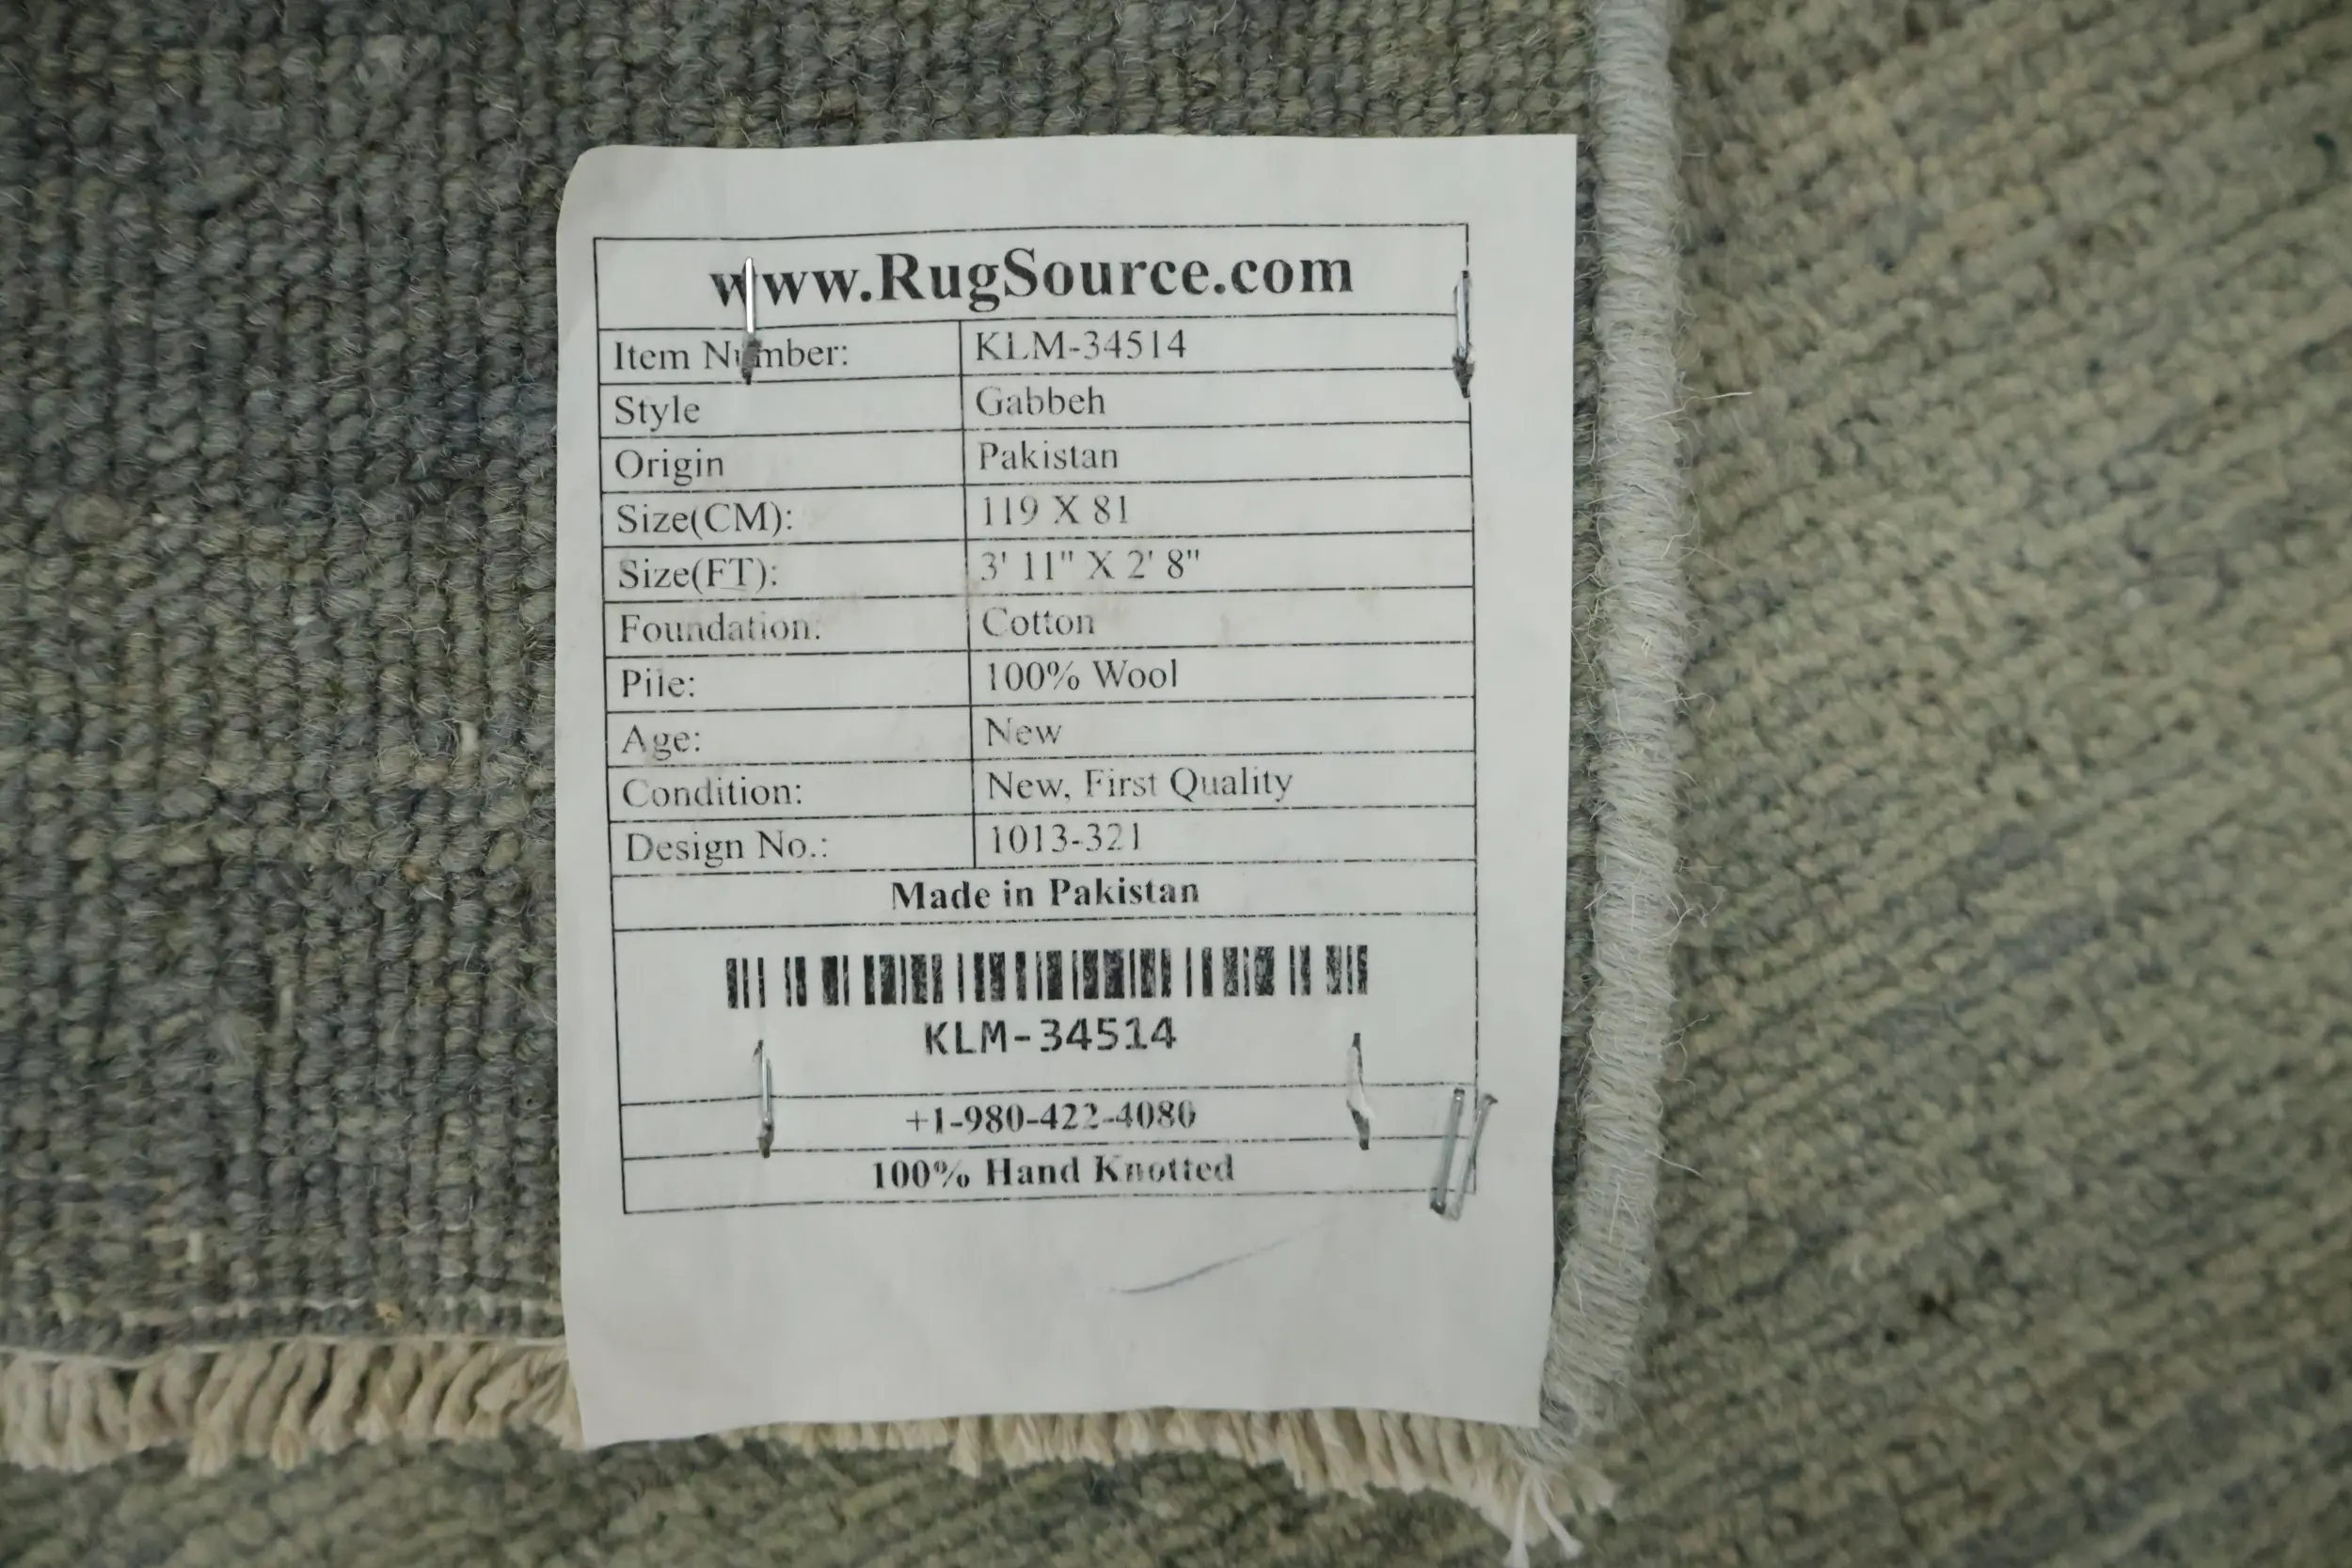 www.RugSource.com
Item Number: KLM-34514
Style Gabbeh
Origin Pakistan
Size(CM): 119 X 81
Size(FT): 3' 11" X 2' 8"
Foundation: Cotton
Pile: 100% Wool
Age: New
Condition: New, First Quality
Design No.: 1013-321
Made in Pakistan
KLM-34514
+1-980-422-4080
100% Hand Knotted